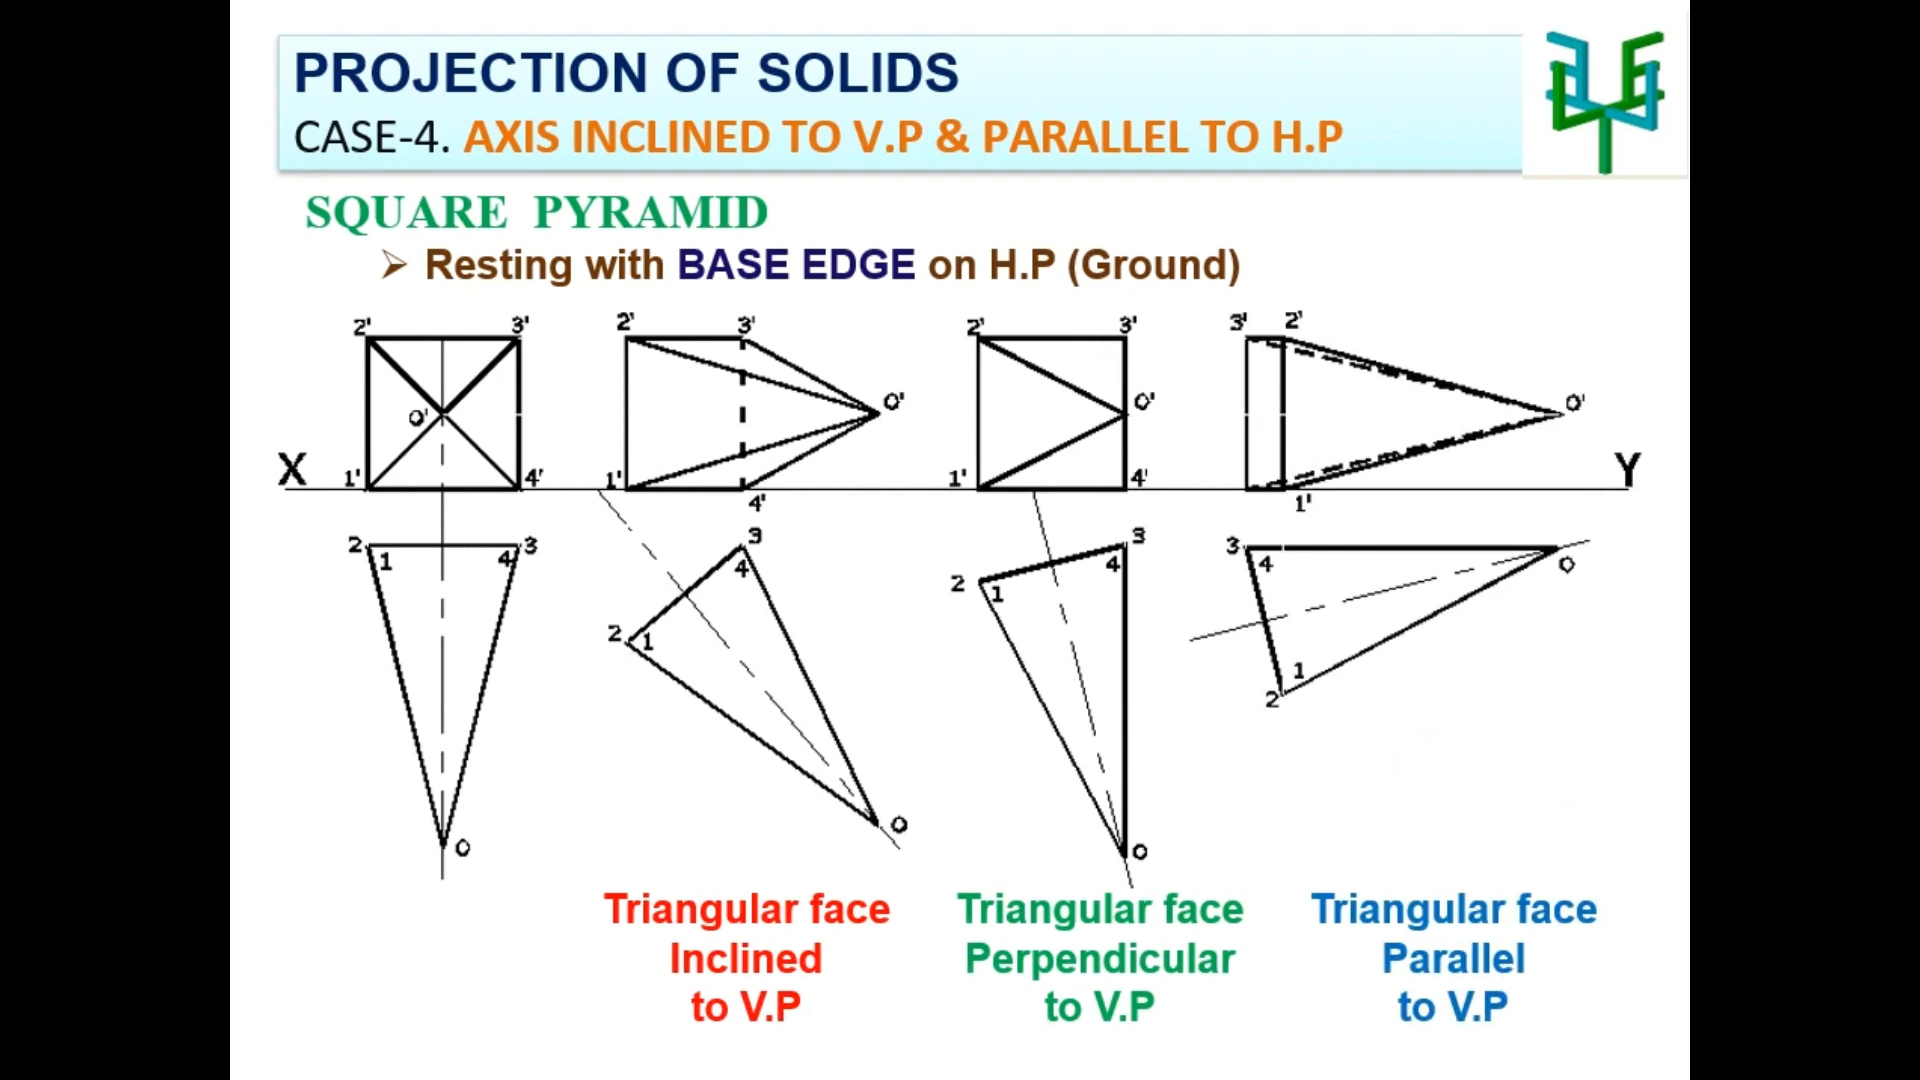 PROJECTION OF SOLIDS
CASE-4. AXIS INCLINED TO V.P & PARALLEL TO H.P
SQUARE PYRAMID
➢ Resting with BASE EDGE on H.P (Ground)
2' 3' 2' 3' 2' 3' 3' 2'
O' O' O' O'
X Y
1' 4' 1' 4' 1' 4' 1'
2 1 4 3
3 4 2 1
3 4 2 1
3 4 1 2
O O O O
Triangular face
Inclined
to V.P
Triangular face
Perpendicular
to V.P
Triangular face
Parallel
to V.P